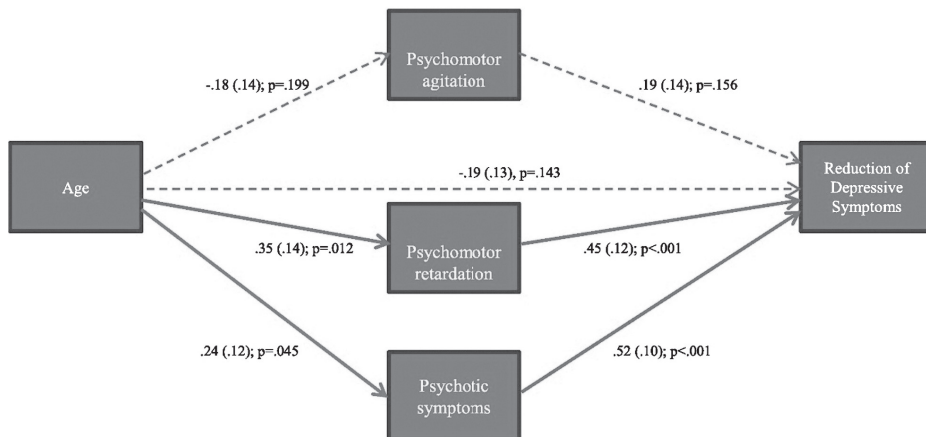 Psychomotor
agitation
-.18 (.14); p=.199
.19 (.14); p=.156
Age
-.19 (.13), p=.143
Reduction of
Depressive
Symptoms
.35 (.14); p=.012
Psychomotor
retardation
.45 (.12); p<.001
.24 (.12); p=.045
.52 (.10); p<.001
Psychotic
symptoms